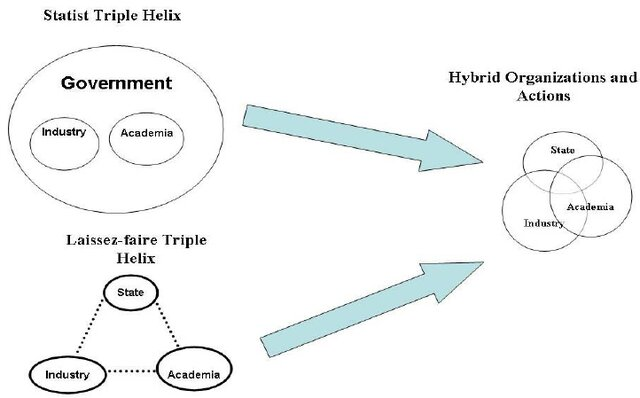 Statist Triple Helix
Government
Industry
Academia
Laissez-faire Triple
Helix
State
Industry
Academia
Hybrid Organizations and
Actions
State
Academia
Industry